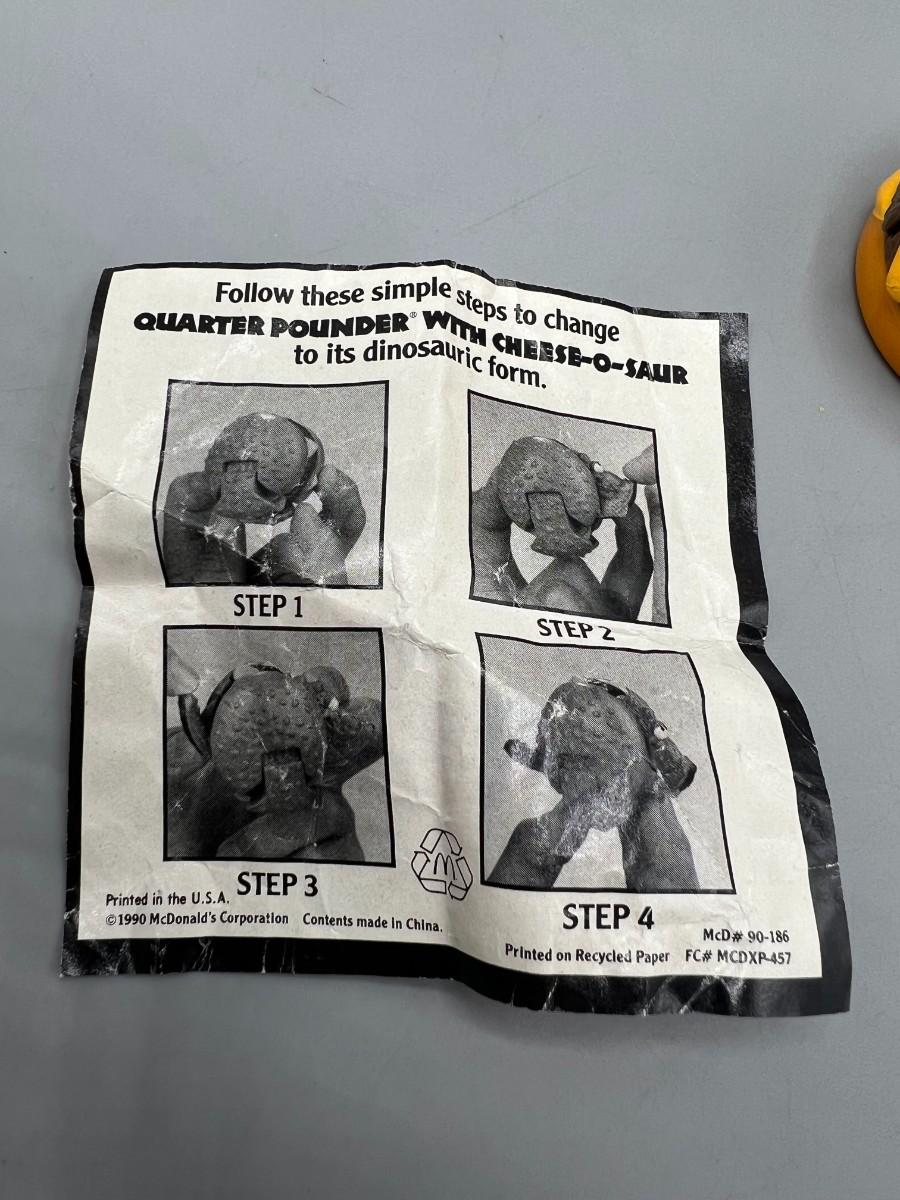 Follow these simple steps to change
QUARTER POUNDER® WITH CHEESE-O-SAUR
to its dinosauric form.
STEP 1
STEP 2
STEP 3
STEP 4
Printed in the U.S.A.
©1990 McDonald's Corporation Contents made in China.
McD# 90-186
Printed on Recycled Paper FC# MCDXP-457